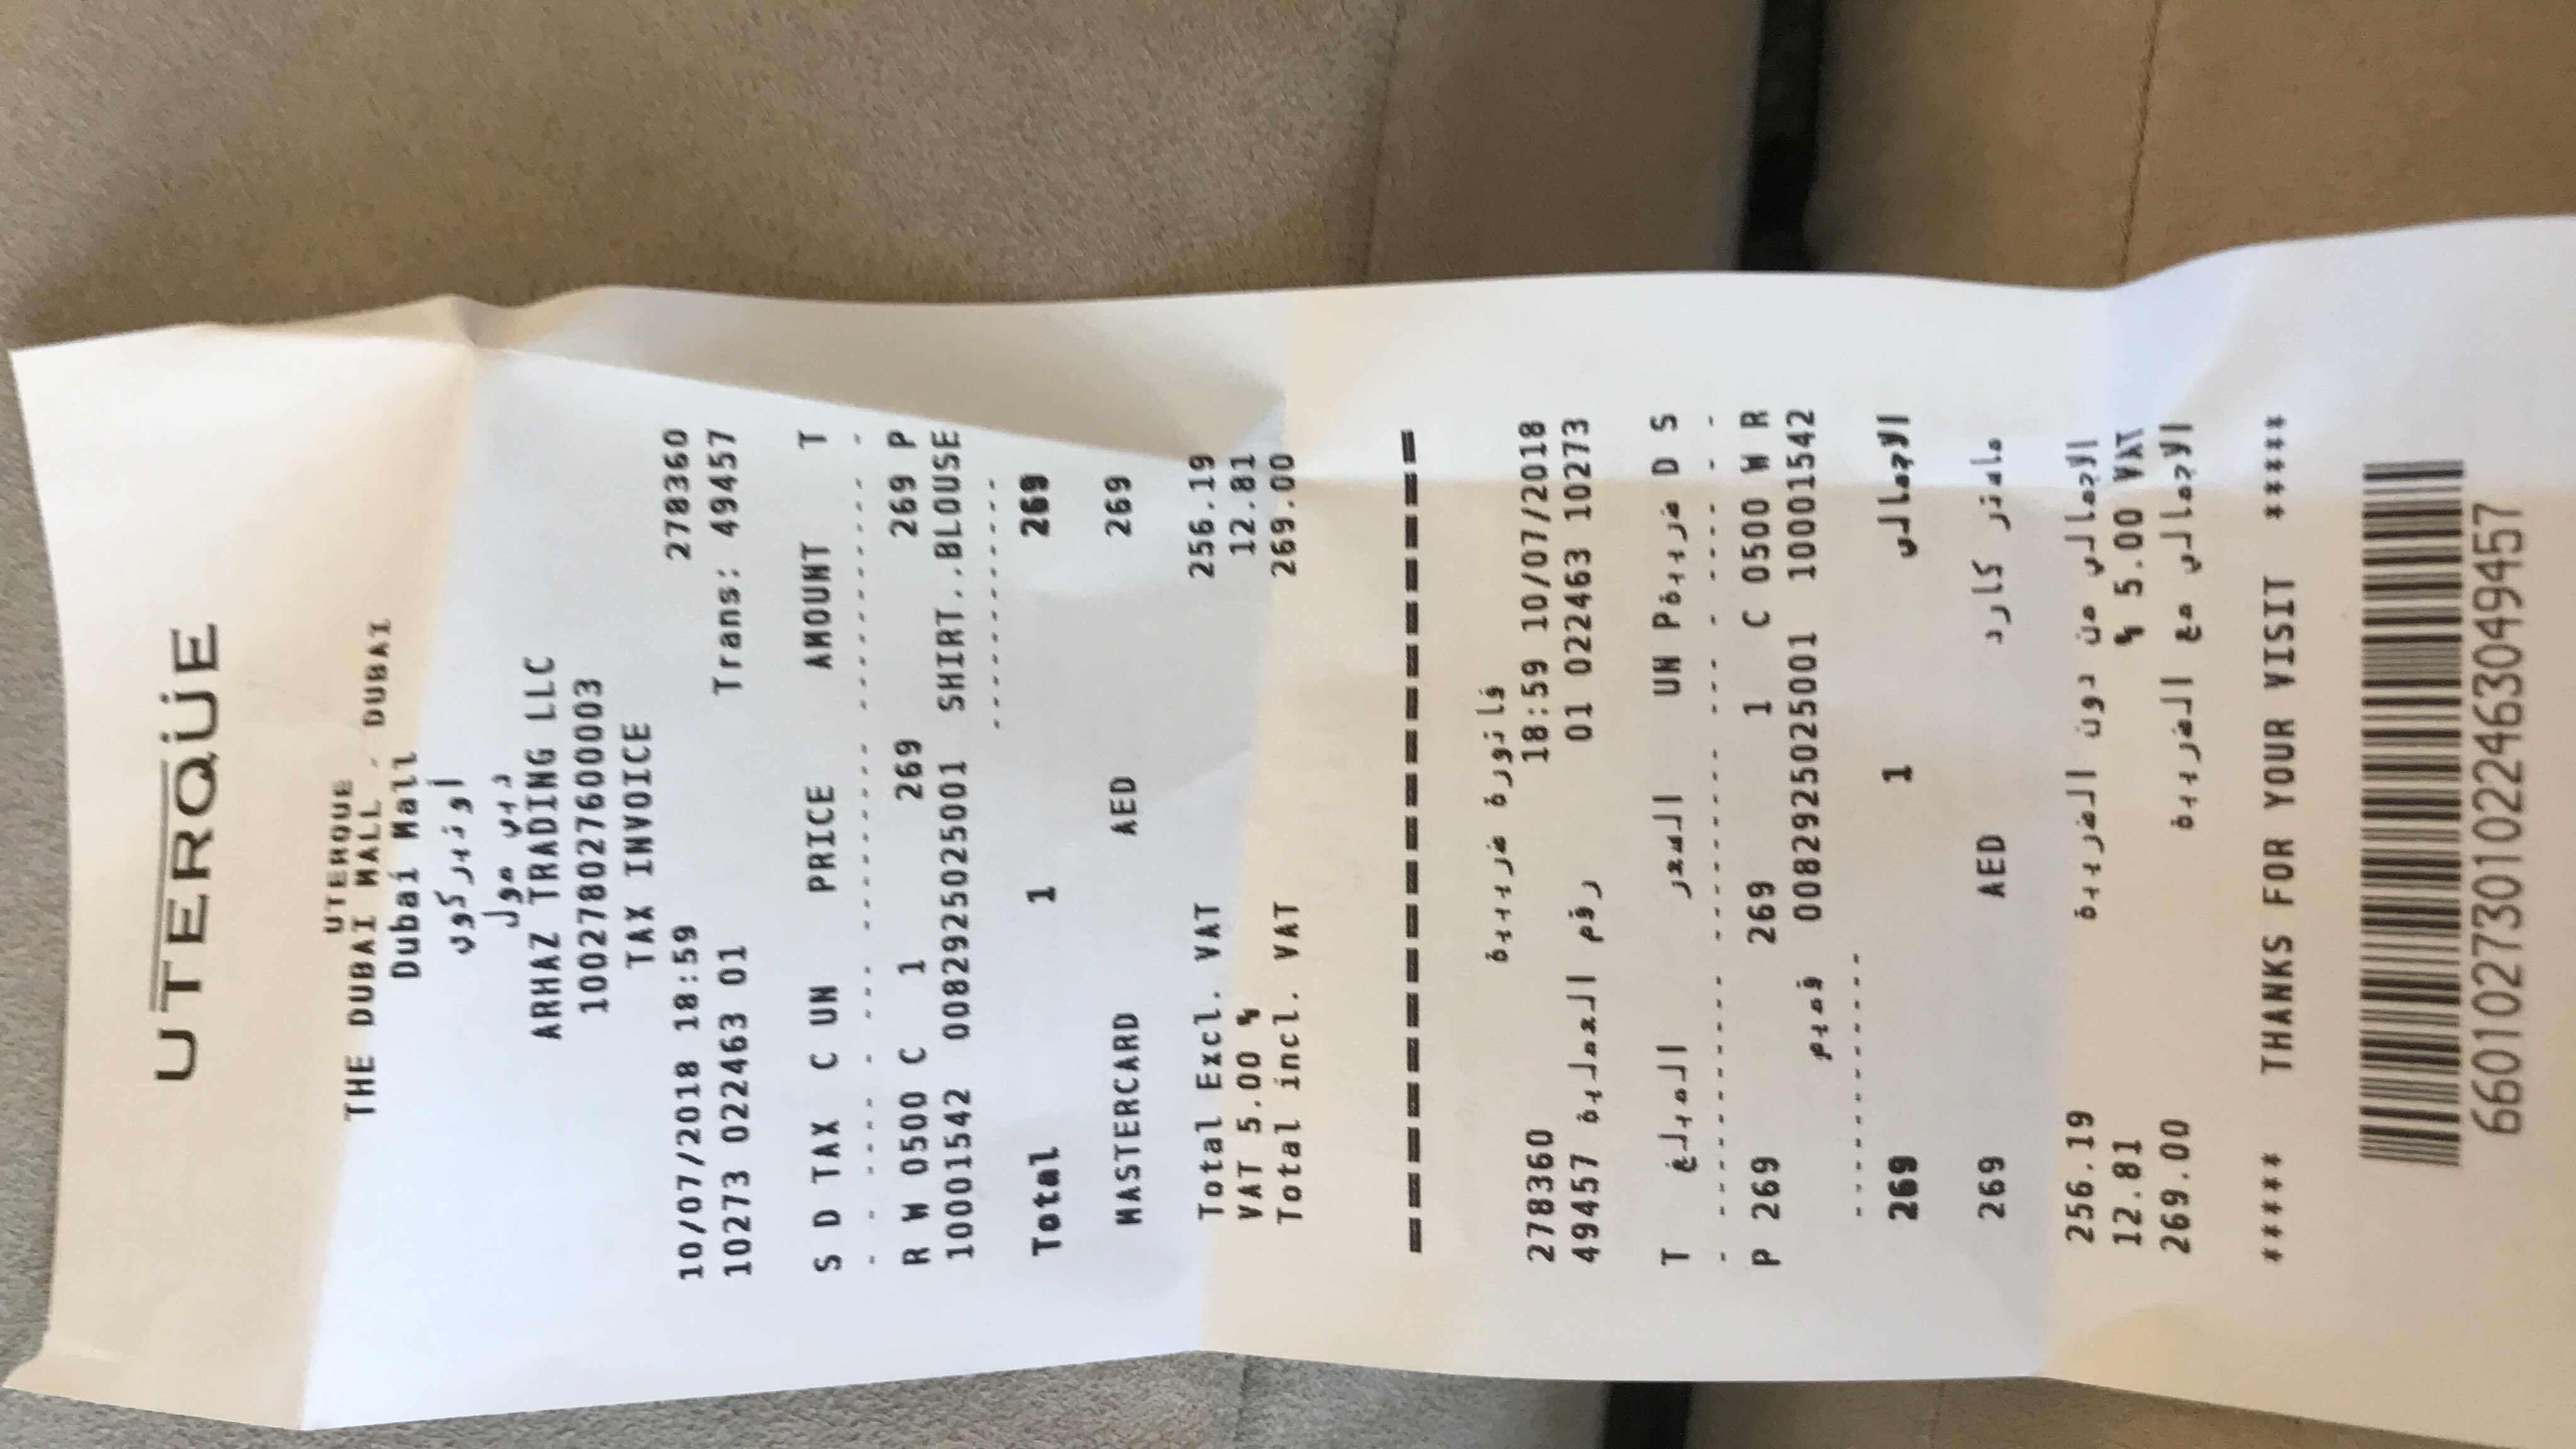 UTERQÜE
UTERQUE
THE DUBAI MALL - DUBAI
Dubai Mall
أوتيركوي
دبي مول
ARHAZ TRADING LLC
100278027600003
TAX INVOICE
10/07/2018 18:59 278360
10273 022463 01 Trans: 49457
S D TAX C UN PRICE AMOUNT T
- - ---- - --- --------- ----------- -
R W 0500 C 1 269 269 P
10001542 0082925025001 SHIRT..BLOUSE
------------
Total 1 269
MASTERCARD AED 269
Total Excl. VAT 256.19
VAT 5.00 % 12.81
Total incl. VAT 269.00
فاتورة ضريبية
278360 18:59 10/07/2018
49457 رقم العملية 01 022463 10273
T المبلغ السعر UN P ضريبة D S
- ----------- --------- --- - ---- - -
P 269 269 1 C 0500 W R
قميص 0082925025001 10001542
------------
269 1 الاجمالي
269 AED ماستر كارد
256.19 الاجمالي من دون الضريبة
12.81 % 5.00 VAT
269.00 الاجمالي مع الضريبة
***** THANKS FOR YOUR VISIT *****
66010273010224630​49457